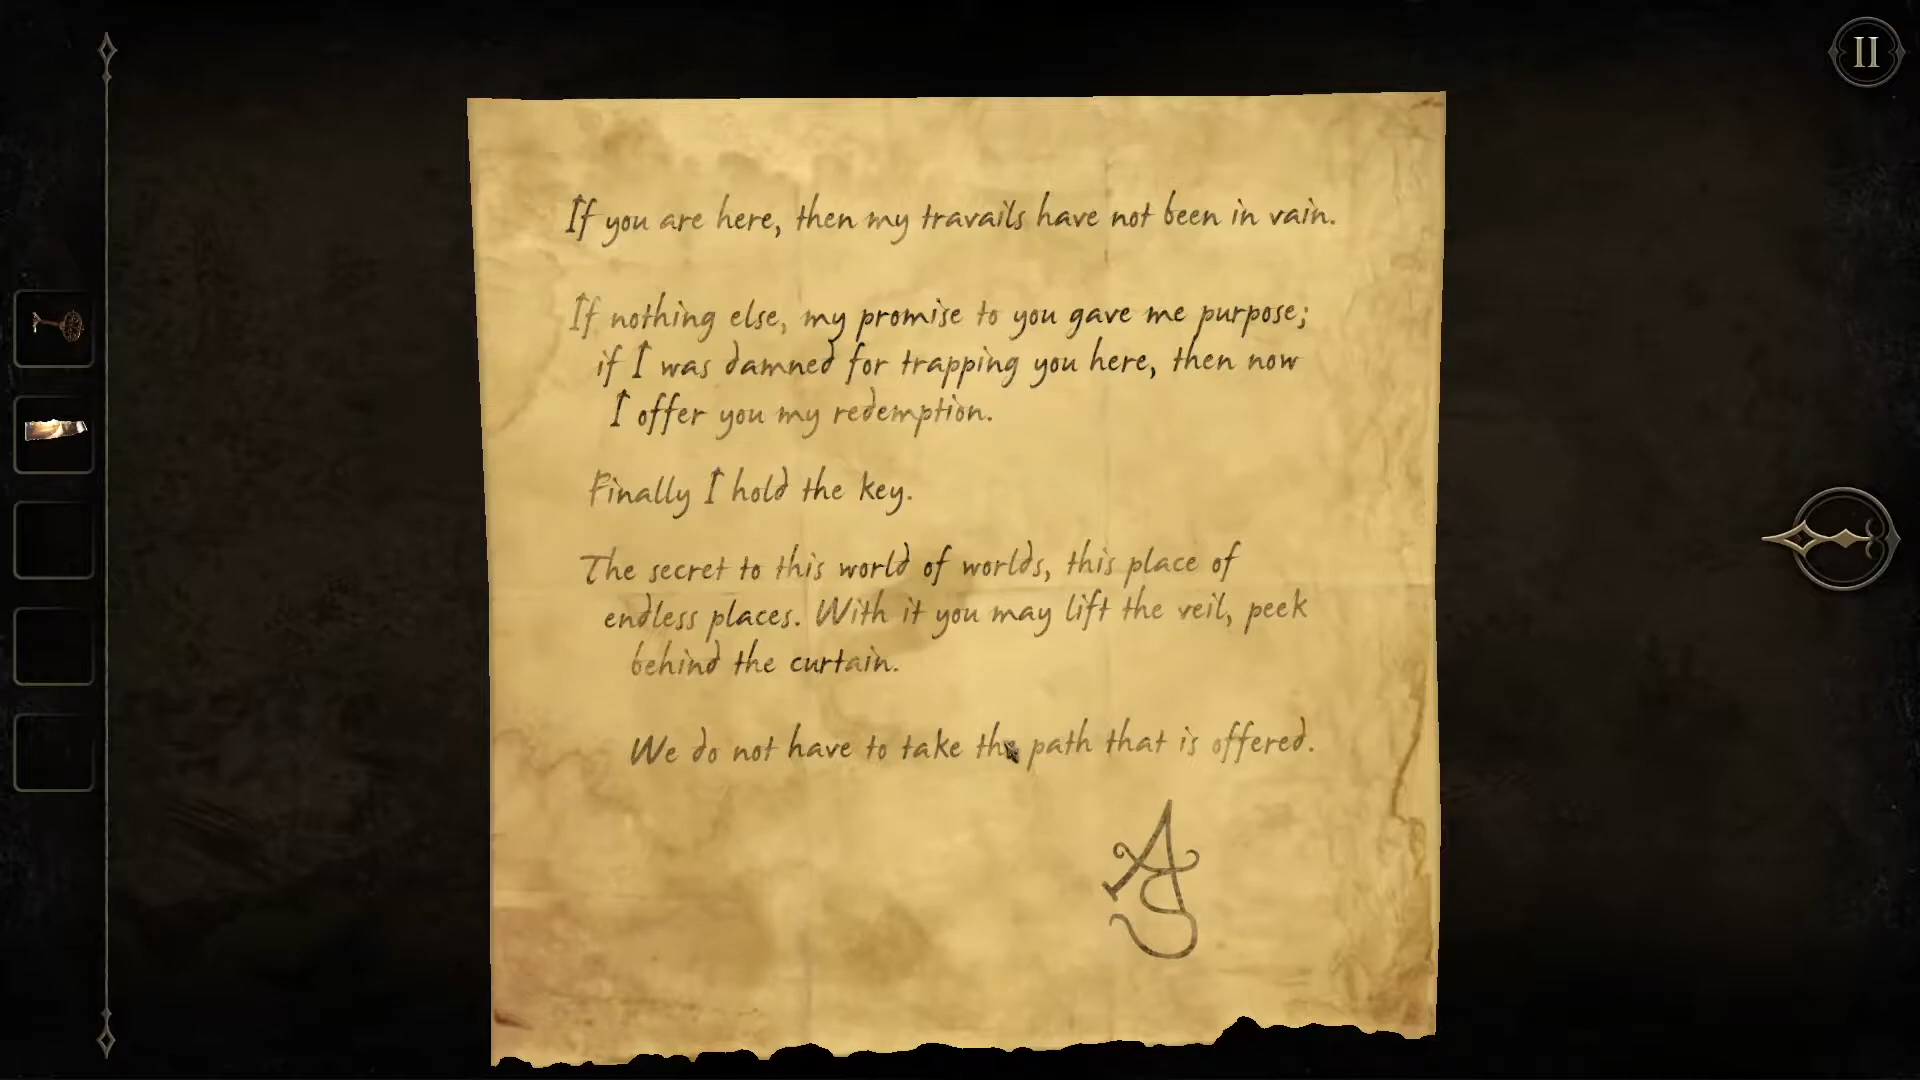 II
If you are here, then my travails have not been in vain.
If nothing else, my promise to you gave me purpose;
if I was damned for trapping you here, then now
I offer you my redemption.
Finally I hold the key.
The secret to this world of worlds, this place of
endless places. With it you may lift the veil, peek
behind the curtain.
We do not have to take the path that is offered.
AS